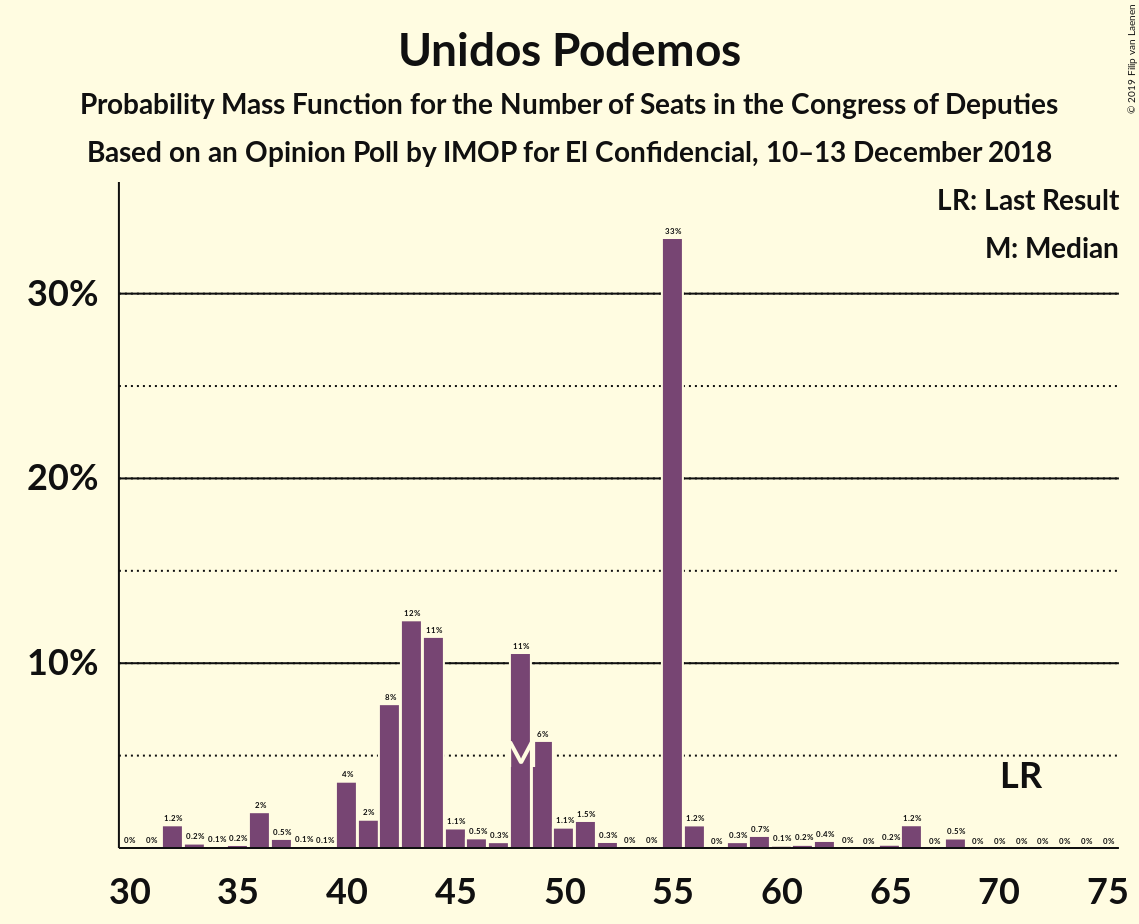 © 2019 Filip van Laenen
Unidos Podemos
Probability Mass Function for the Number of Seats in the Congress of Deputies
Based on an Opinion Poll by IMOP for El Confidencial, 10–13 December 2018
LR: Last Result
M: Median
30%
20%
10%
0% 0% 1.2% 0.2% 0.1% 0.2% 2% 0.5% 0.1% 0.1% 4% 2% 8% 12% 11% 1.1% 0.5% 0.3% 11% 6% 1.1% 1.5% 0.3% 0% 0% 33% 1.2% 0% 0.3% 0.7% 0.1% 0.2% 0.4% 0% 0% 0.2% 1.2% 0% 0.5% 0% 0% 0% 0% 0% 0% 0%
M
LR
30 35 40 45 50 55 60 65 70 75